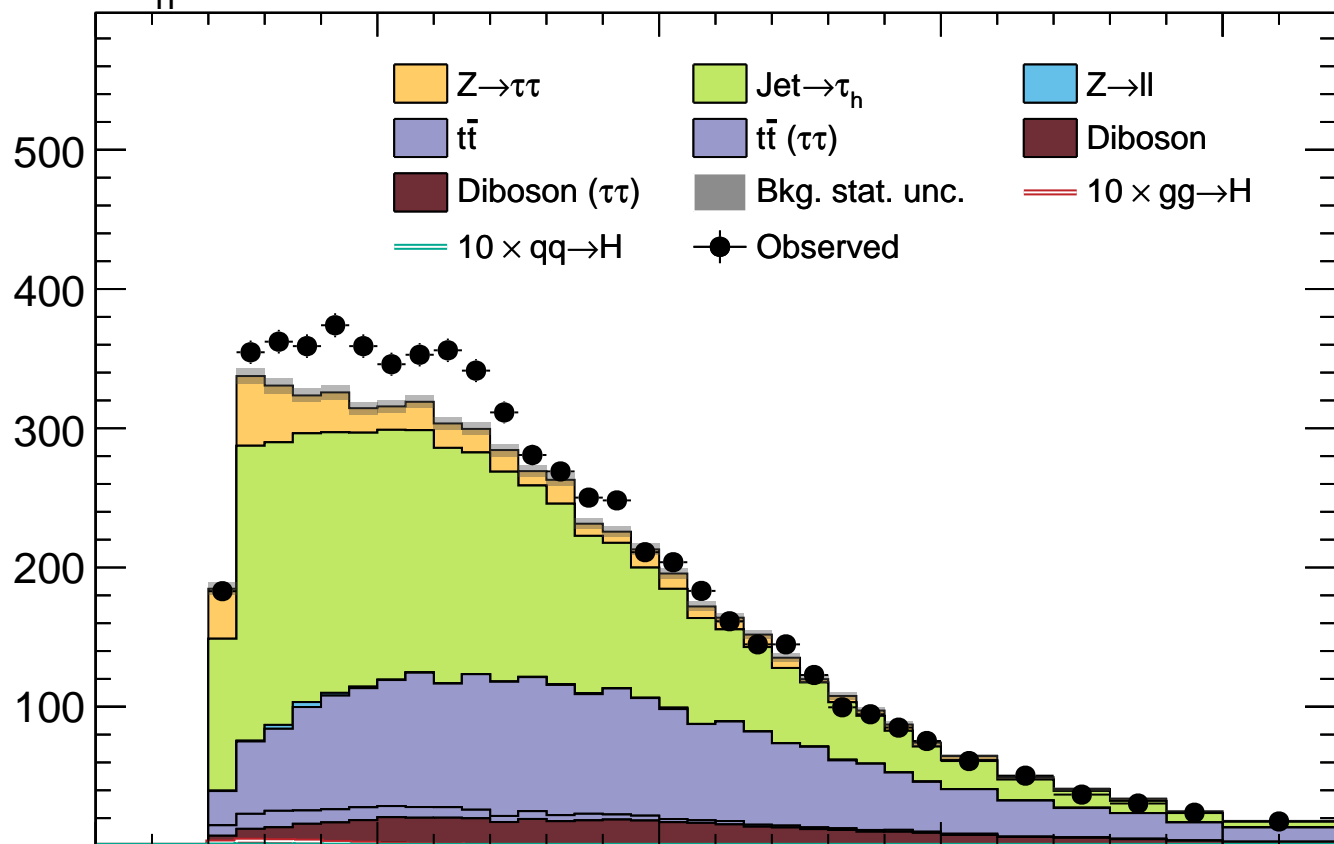 Z→ττ Jet→τh Z→ll
tt̄ tt̄ (ττ) Diboson
Diboson (ττ) Bkg. stat. unc. 10 × gg→H
10 × qq→H Observed
500
400
300
200
100